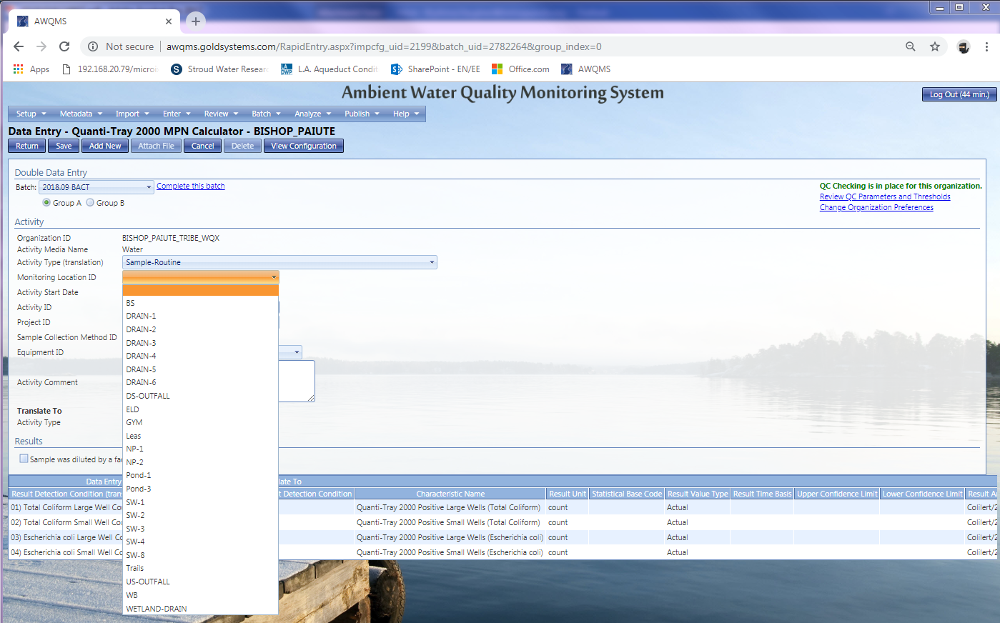 AWQMS
Not secure | awqms.goldsystems.com/RapidEntry.aspx?impcfg_uid=2199&batch_uid=2782264&group_index=0
Apps 192.168.20.79/microi Stroud Water Resear L.A. Aqueduct Condit SharePoint - EN/EE Office.com AWQMS
Ambient Water Quality Monitoring System
Log Out (44 min.)
Setup Metadata Import Enter Review Batch Analyze Publish Help
Data Entry - Quanti-Tray 2000 MPN Calculator - BISHOP_PAIUTE
Return Save Add New Attach File Cancel Delete View Configuration
Double Data Entry
Batch: 2018.09 BACT Complete this batch
QC Checking is in place for this organization.
Group A Group B
Review QC Parameters and Thresholds
Change Organization Preferences
Activity
Organization ID BISHOP_PAIUTE_TRIBE_WQX
Activity Media Name Water
Activity Type (translation) Sample-Routine
Monitoring Location ID
Activity Start Date
Activity ID
Project ID
Sample Collection Method ID
Equipment ID
Activity Comment
Translate To
Activity Type
BS
DRAIN-1
DRAIN-2
DRAIN-3
DRAIN-4
DRAIN-5
DRAIN-6
DS-OUTFALL
ELD
GYM
Leas
NP-1
NP-2
Pond-1
Pond-3
SW-1
SW-2
SW-3
SW-4
SW-8
Trails
US-OUTFALL
WB
WETLAND-DRAIN
Results
Sample was diluted by a fac
Data Entry late To
Result Detection Condition (trans t Detection Condition Characteristic Name Result Unit Statistical Base Code Result Value Type Result Time Basis Upper Confidence Limit Lower Confidence Limit Result A
01) Total Coliform Large Well Co Quanti-Tray 2000 Positive Large Wells (Total Coliform) count Actual Colilert/2
02) Total Coliform Small Well Co Quanti-Tray 2000 Positive Small Wells (Total Coliform) count Actual Colilert/2
03) Escherichia coli Large Well C Quanti-Tray 2000 Positive Large Wells (Escherichia coli) count Actual Colilert/2
04) Escherichia coli Small Well C Quanti-Tray 2000 Positive Small Wells (Escherichia coli) count Actual Colilert/2